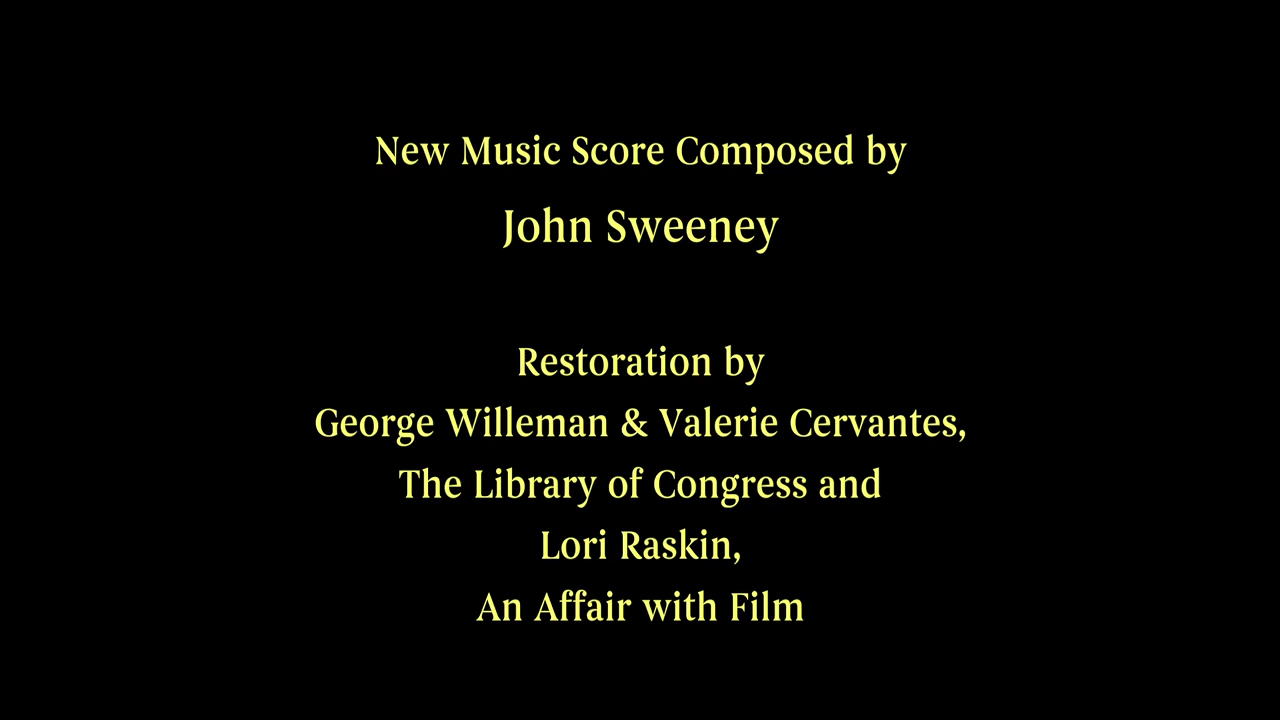 New Music Score Composed by
John Sweeney
Restoration by
George Willeman & Valerie Cervantes,
The Library of Congress and
Lori Raskin,
An Affair with Film